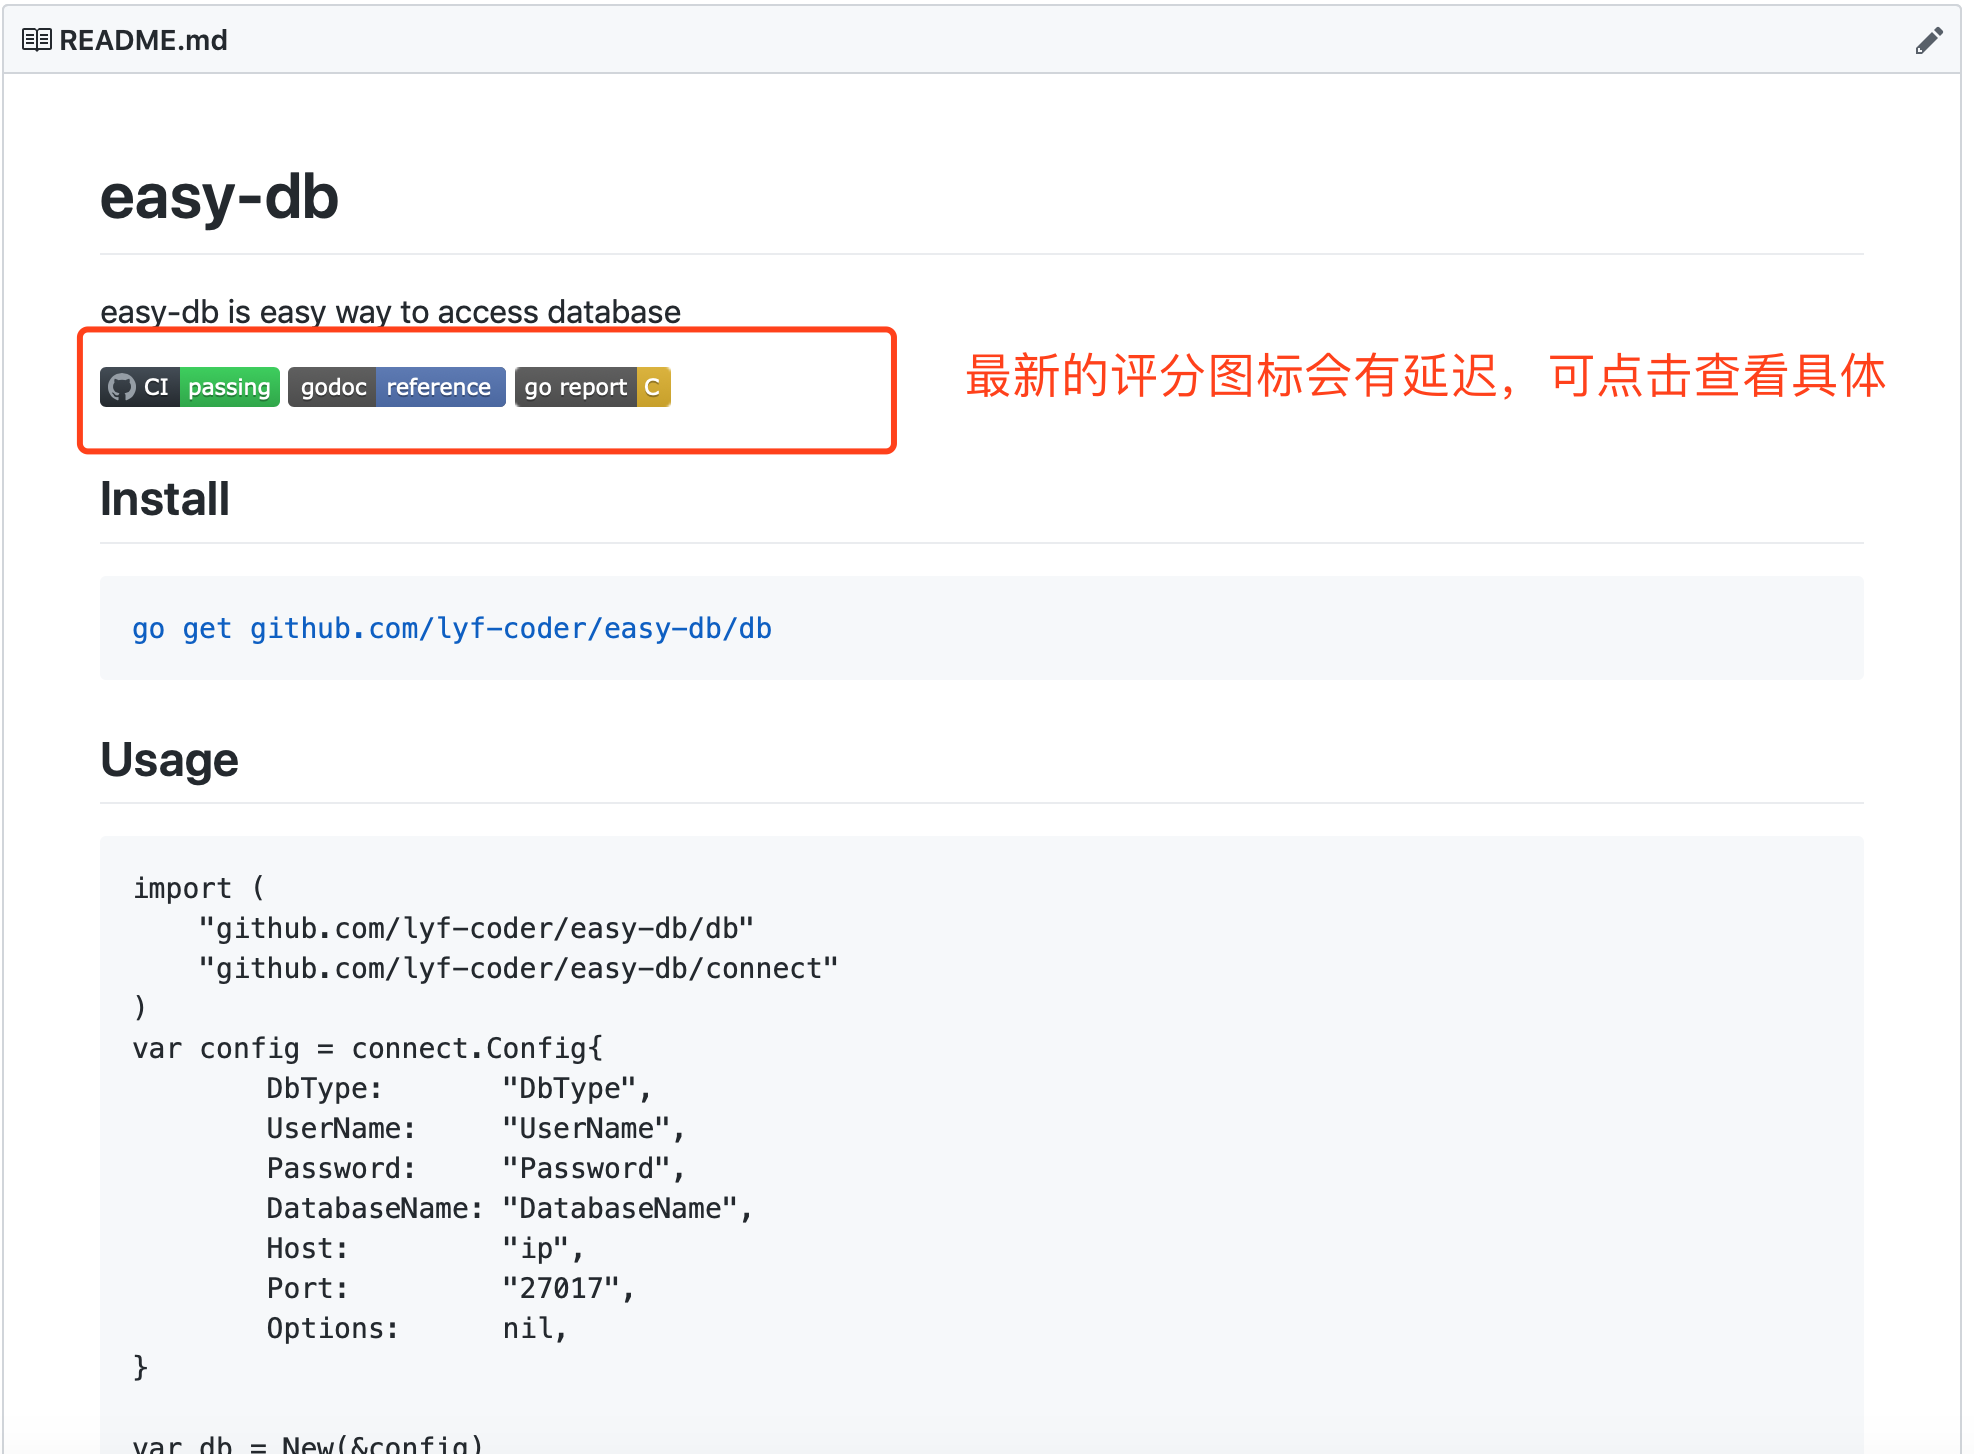 README.md
easy-db
easy-db is easy way to access database
CI passing godoc reference go report C
最新的评分图标会有延迟，可点击查看具体
Install
go get github.com/lyf-coder/easy-db/db
Usage
import (
    "github.com/lyf-coder/easy-db/db"
    "github.com/lyf-coder/easy-db/connect"
)
var config = connect.Config{
        DbType:       "DbType",
        UserName:     "UserName",
        Password:     "Password",
        DatabaseName: "DatabaseName",
        Host:         "ip",
        Port:         "27017",
        Options:      nil,
}
var db = New(&config)